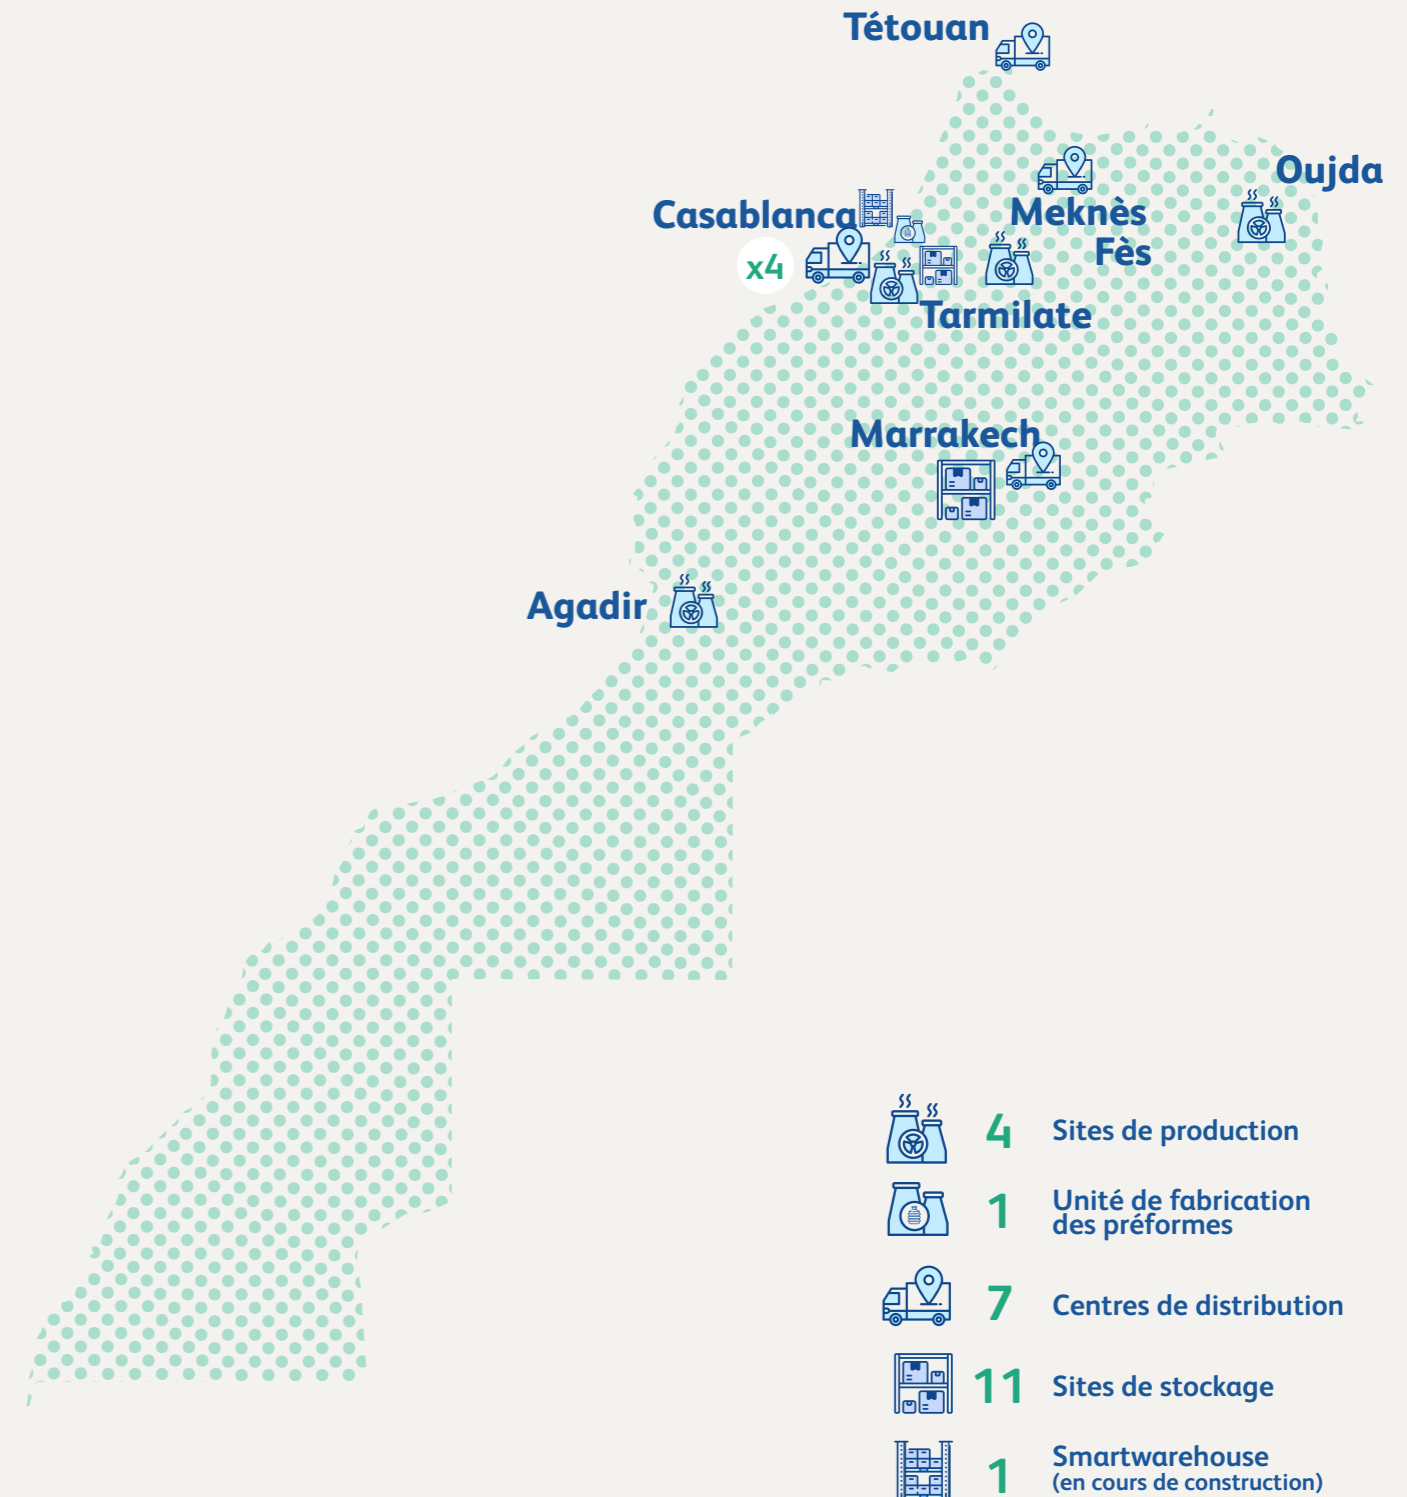 Tétouan
Oujda
Casablanca
Meknès
x4
Fès
Tarmilate
Marrakech
Agadir
4 Sites de production
1 Unité de fabrication
des préformes
7 Centres de distribution
11 Sites de stockage
1 Smartwarehouse
(en cours de construction)